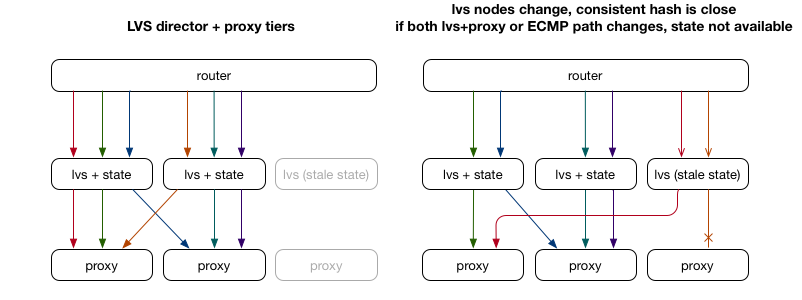 LVS director + proxy tiers
router
lvs + state
lvs + state
lvs (stale state)
proxy
proxy
proxy
lvs nodes change, consistent hash is close
if both lvs+proxy or ECMP path changes, state not available
router
lvs + state
lvs + state
lvs (stale state)
proxy
proxy
proxy